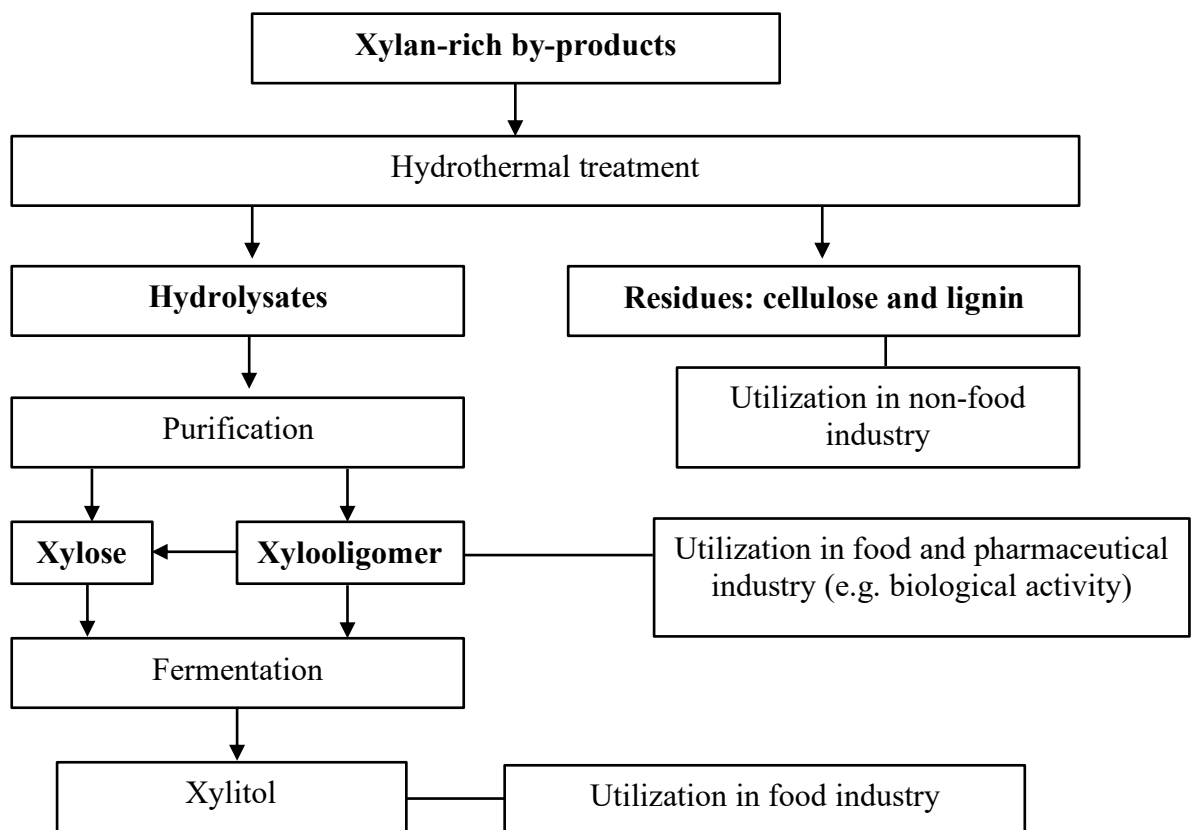 Xylan-rich by-products
Hydrothermal treatment
Hydrolysates
Residues: cellulose and lignin
Utilization in non-food
industry
Purification
Xylose
Xylooligomer
Utilization in food and pharmaceutical
industry (e.g. biological activity)
Fermentation
Xylitol
Utilization in food industry